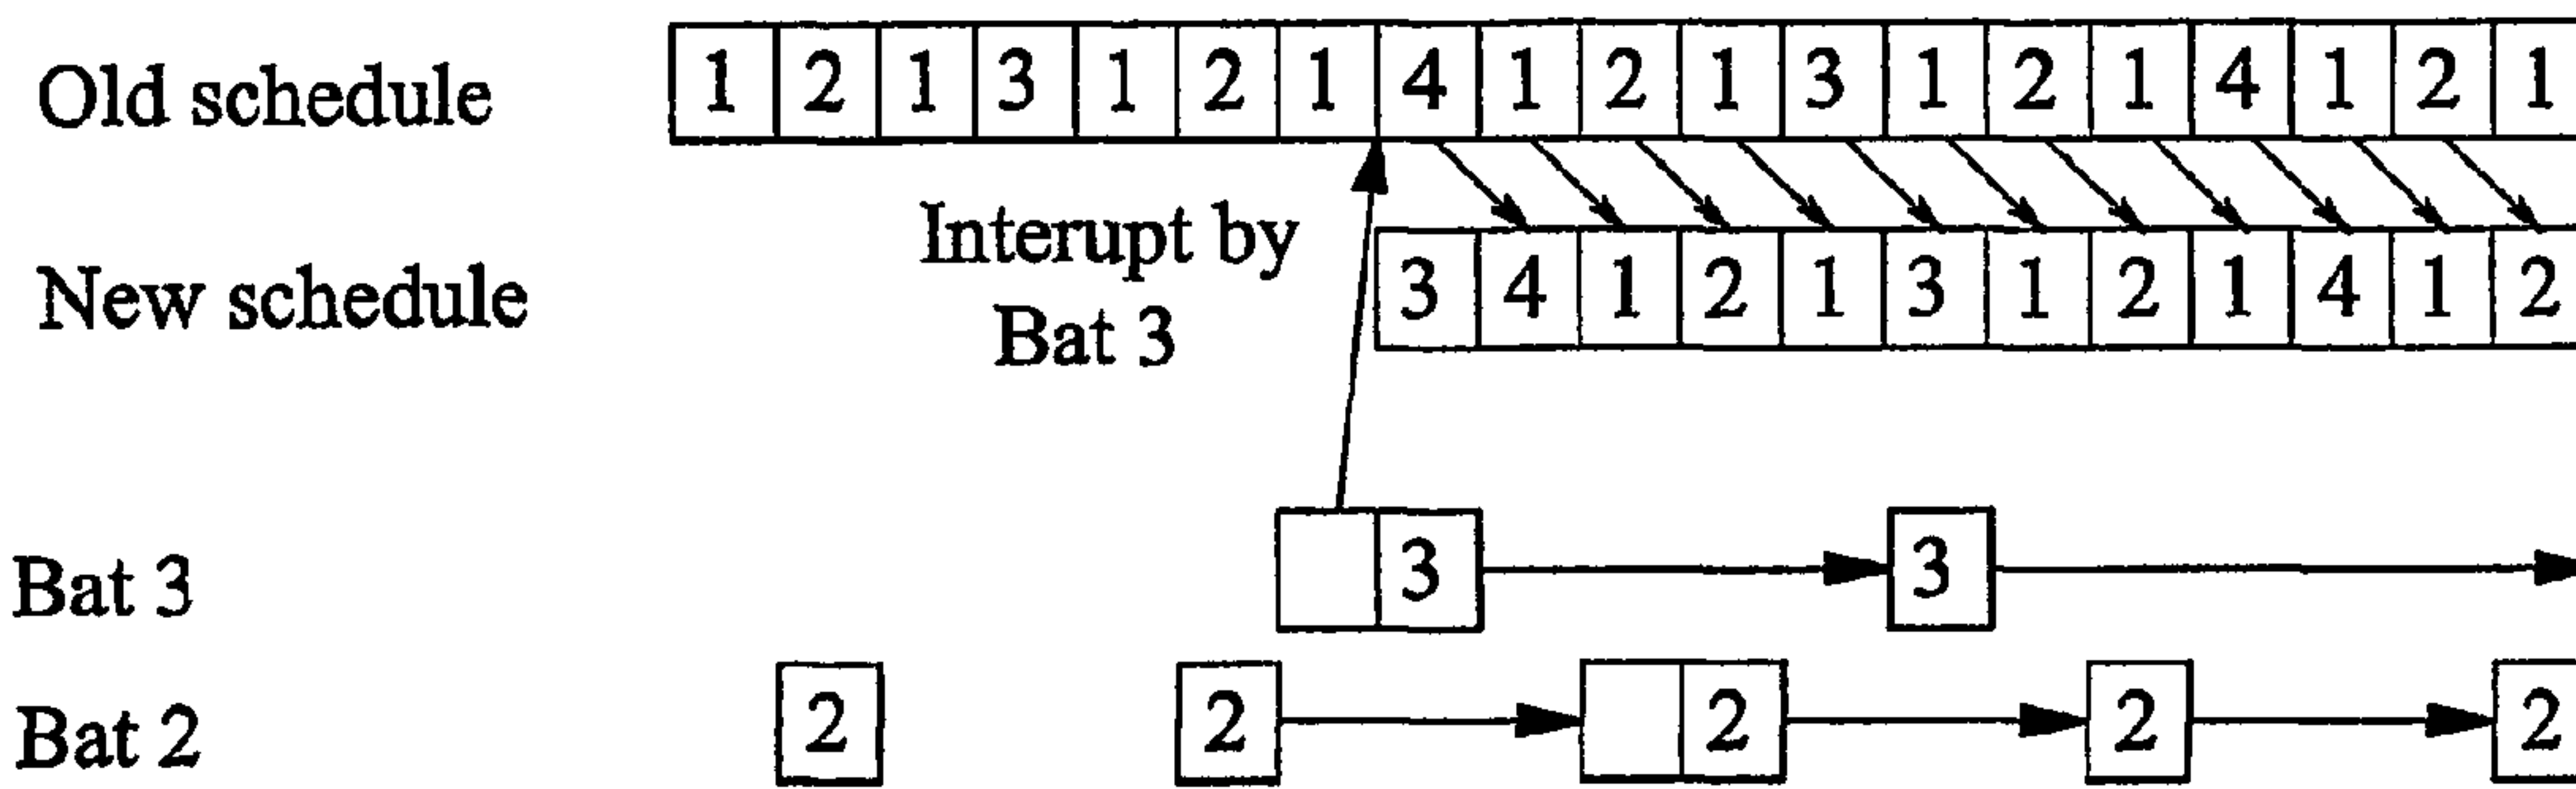 Old schedule 1 2 1 3 1 2 1 4 1 2 1 3 1 2 1 4 1 2 1
Interupt by
Bat 3
New schedule 3 4 1 2 1 3 1 2 1 4 1 2
Bat 3 3 3
Bat 2 2 2 2 2 2